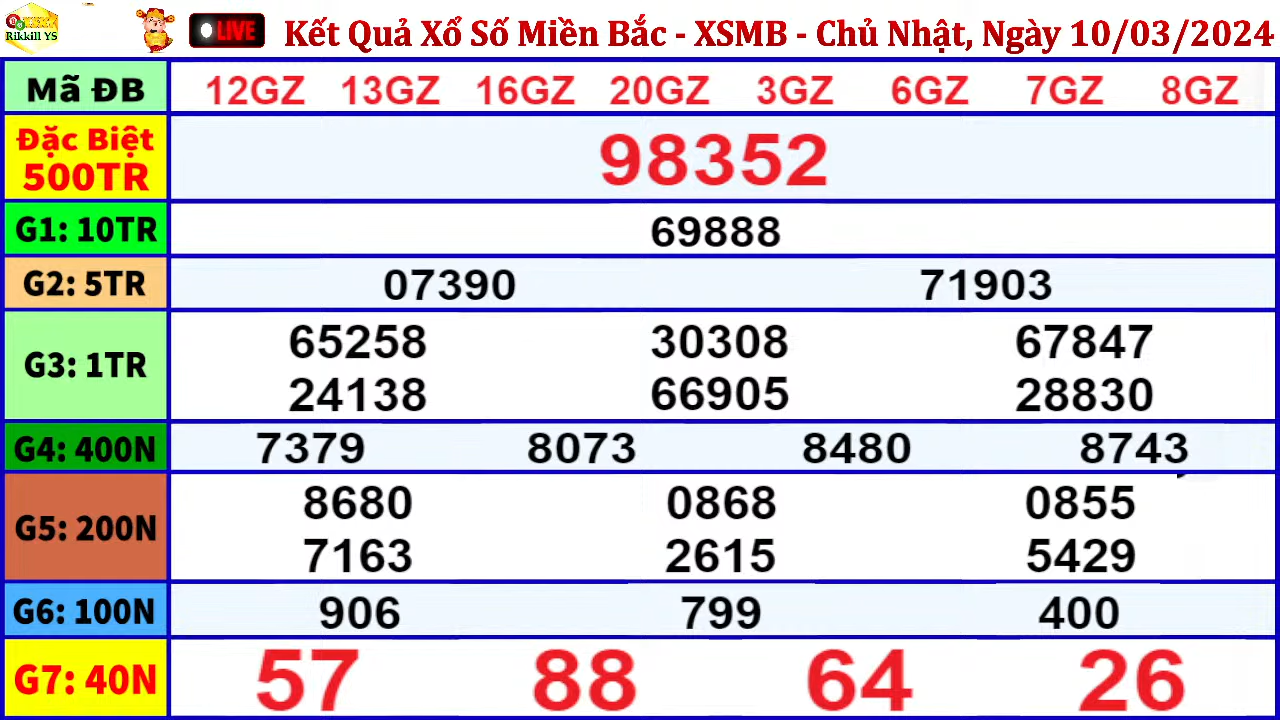 Rikkill YS
LIVE
Kết Quả Xổ Số Miền Bắc - XSMB - Chủ Nhật, Ngày 10/03/2024
Mã ĐB 12GZ 13GZ 16GZ 20GZ 3GZ 6GZ 7GZ 8GZ
Đặc Biệt
500TR
98352
G1: 10TR 69888
G2: 5TR 07390 71903
G3: 1TR
65258 30308 67847
24138 66905 28830
G4: 400N 7379 8073 8480 8743
G5: 200N
8680 0868 0855
7163 2615 5429
G6: 100N 906 799 400
G7: 40N 57 88 64 26